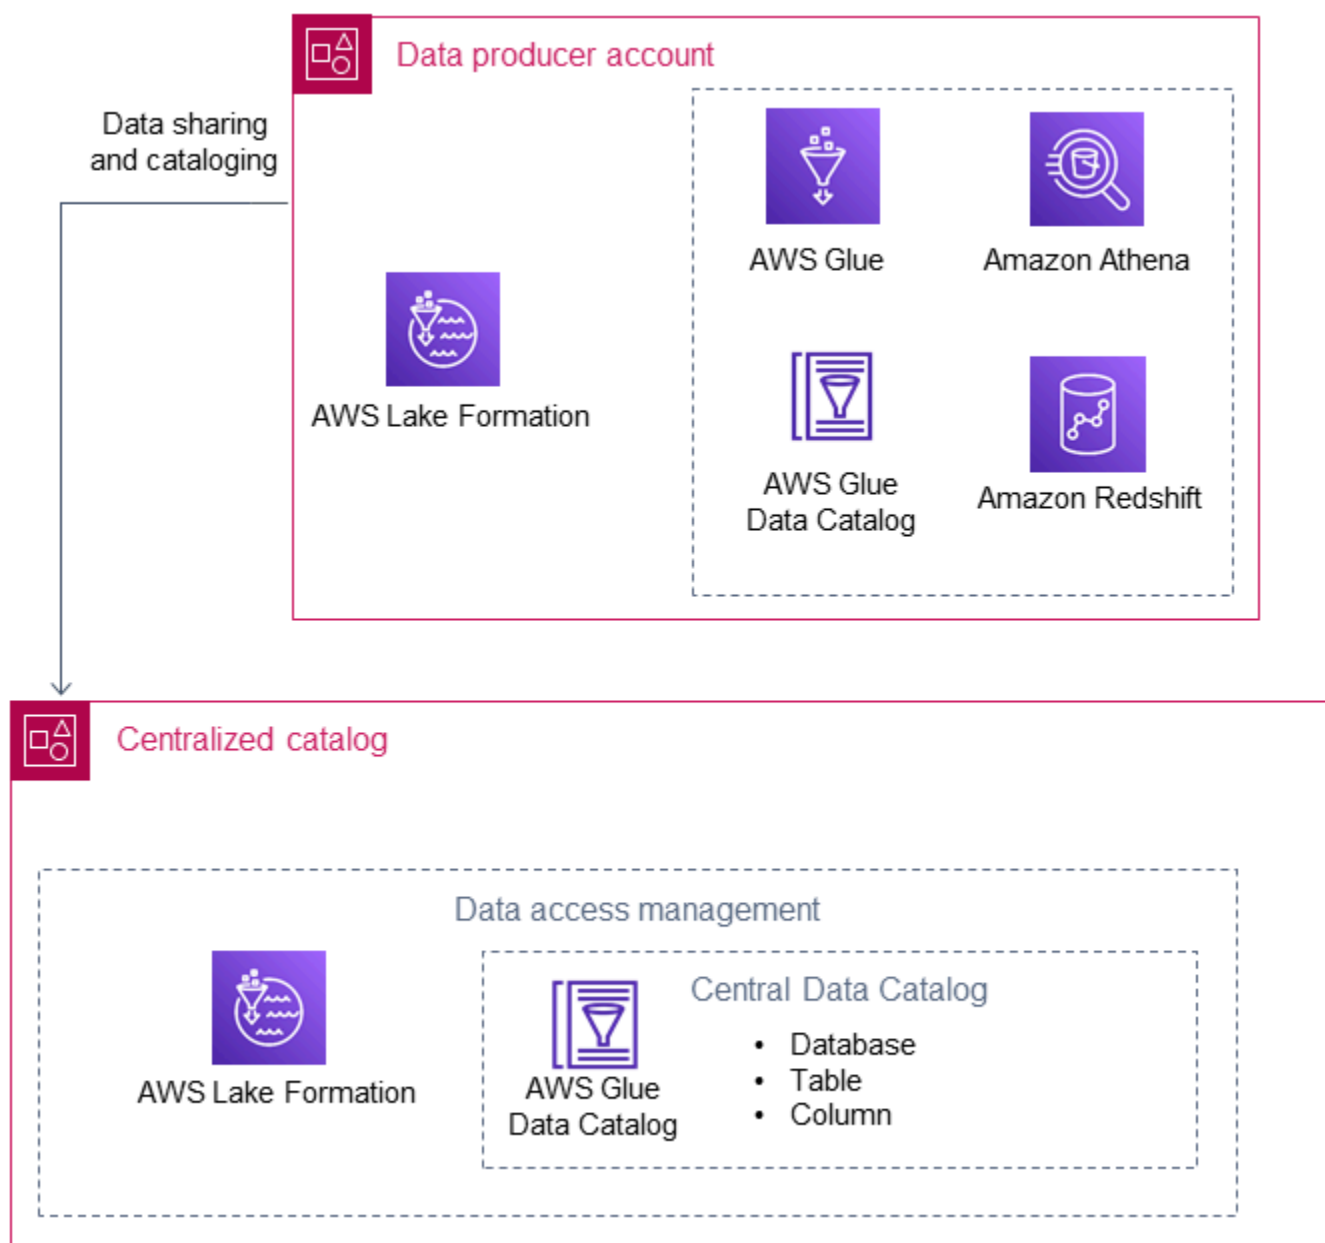 Data producer account
Data sharing
and cataloging
AWS Glue
Amazon Athena
AWS Lake Formation
AWS Glue
Data Catalog
Amazon Redshift
Centralized catalog
Data access management
Central Data Catalog
• Database
• Table
• Column
AWS Lake Formation
AWS Glue
Data Catalog